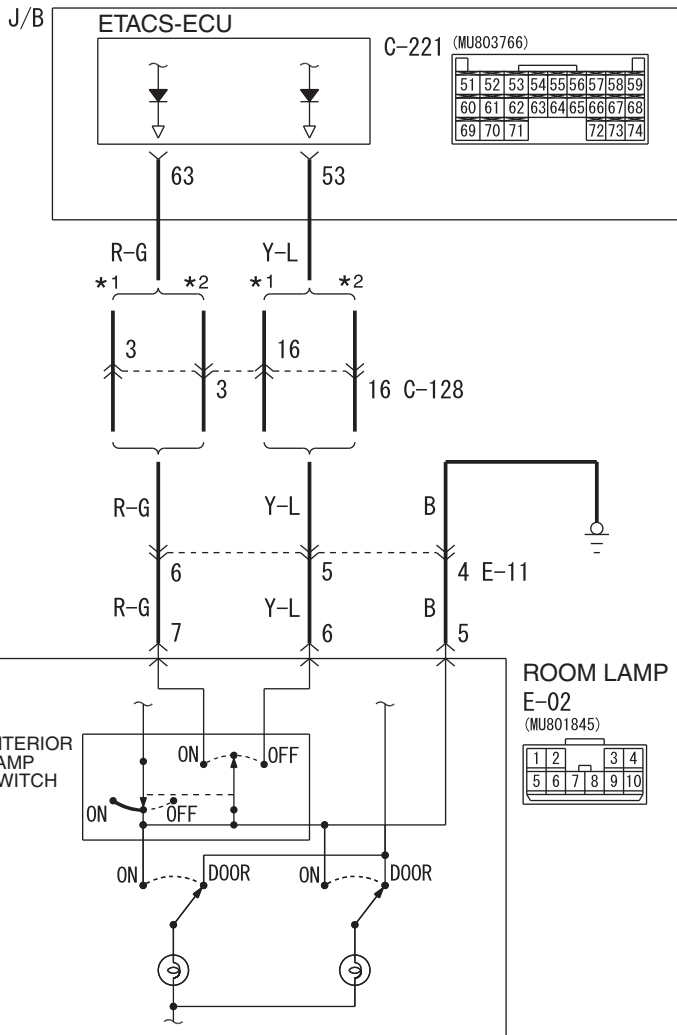 J/B
ETACS-ECU
C-221 (MU803766)
51 52 53 54 55 56 57 58 59
60 61 62 63 64 65 66 67 68
69 70 71 72 73 74
63 53
R-G Y-L
*1 *2 *1 *2
3 16
3 16 C-128
R-G Y-L B
6 5 4 E-11
R-G Y-L B
7 6 5
ROOM LAMP
E-02
(MU801845)
1 2 3 4
5 6 7 8 9 10
NTERIOR
AMP
WITCH
ON OFF
ON OFF
ON DOOR ON DOOR